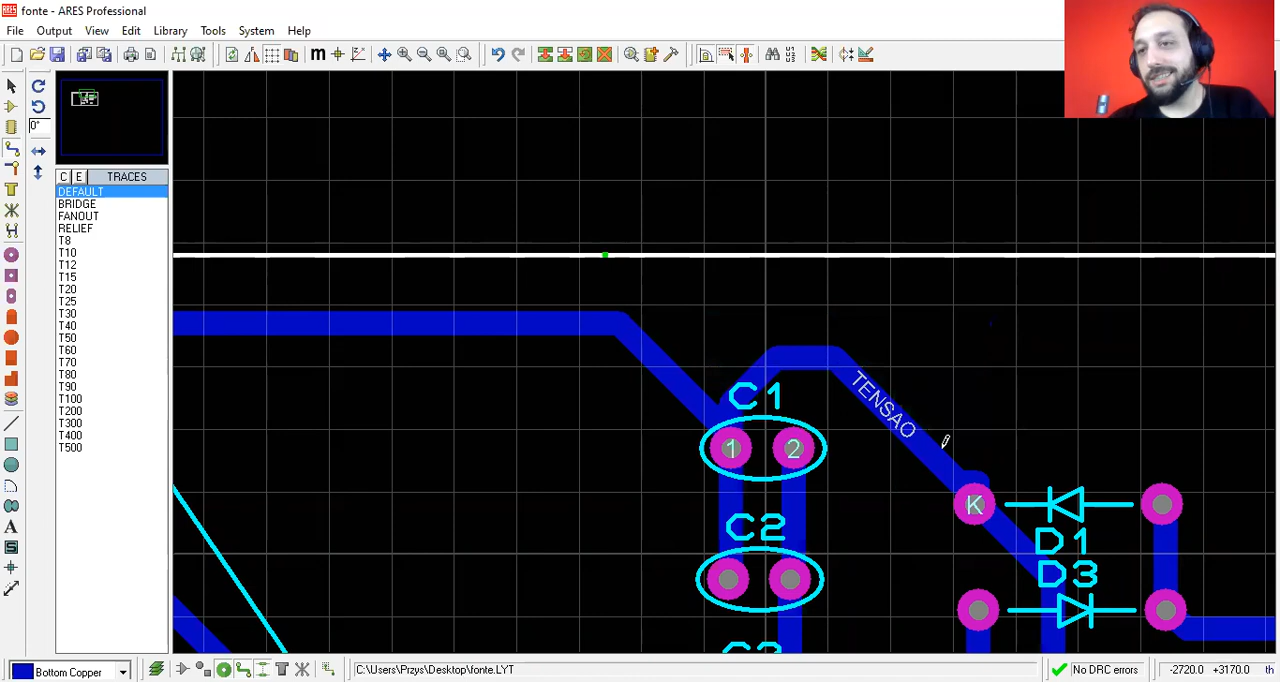 fonte - ARES Professional
File Output View Edit Library Tools System Help
m
0°
C E TRACES
DEFAULT
BRIDGE
FANOUT
RELIEF
T8
T10
T12
T15
T20
T25
T30
T40
T50
T60
T70
T80
T90
T100
T200
T300
T400
T500
A
C1
TENSAO
1 2
K
C2
D1
D3
C3
Bottom Copper
C:\Users\Przys\Desktop\fonte.LYT
No DRC errors
-2720.0 +3170.0 th